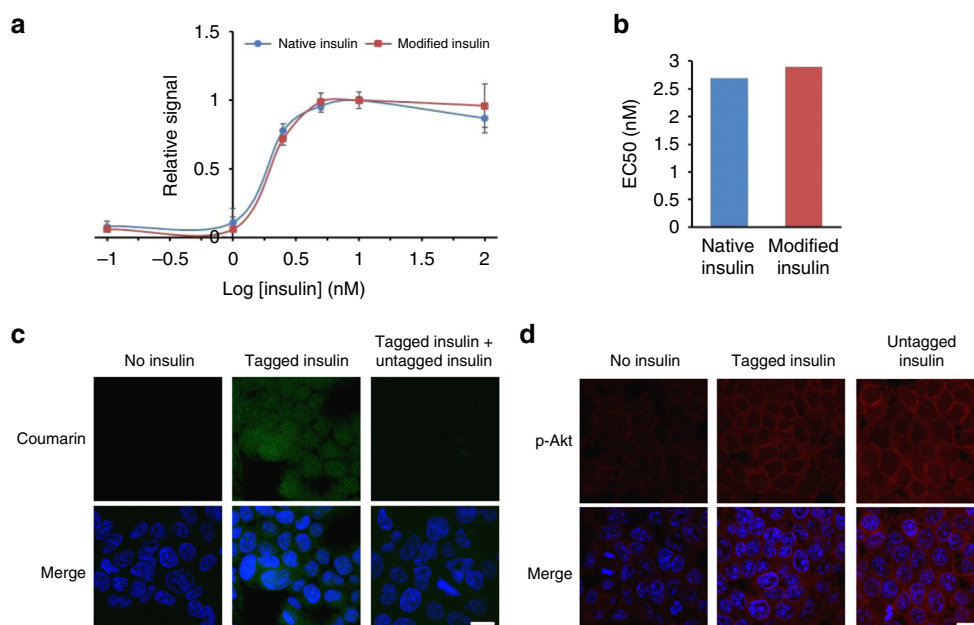 a
1.5
Native insulin
Modified insulin
1
0.5
0
Relative signal
–1
–0.5
0
0.5
1
1.5
2
Log [insulin] (nM)
b
3
2.5
2
1.5
1
0.5
0
EC50 (nM)
Native
insulin
Modified
insulin
c
No insulin
Tagged insulin
Tagged insulin +
untagged insulin
Coumarin
Merge
d
No insulin
Tagged insulin
Untagged
insulin
p-Akt
Merge